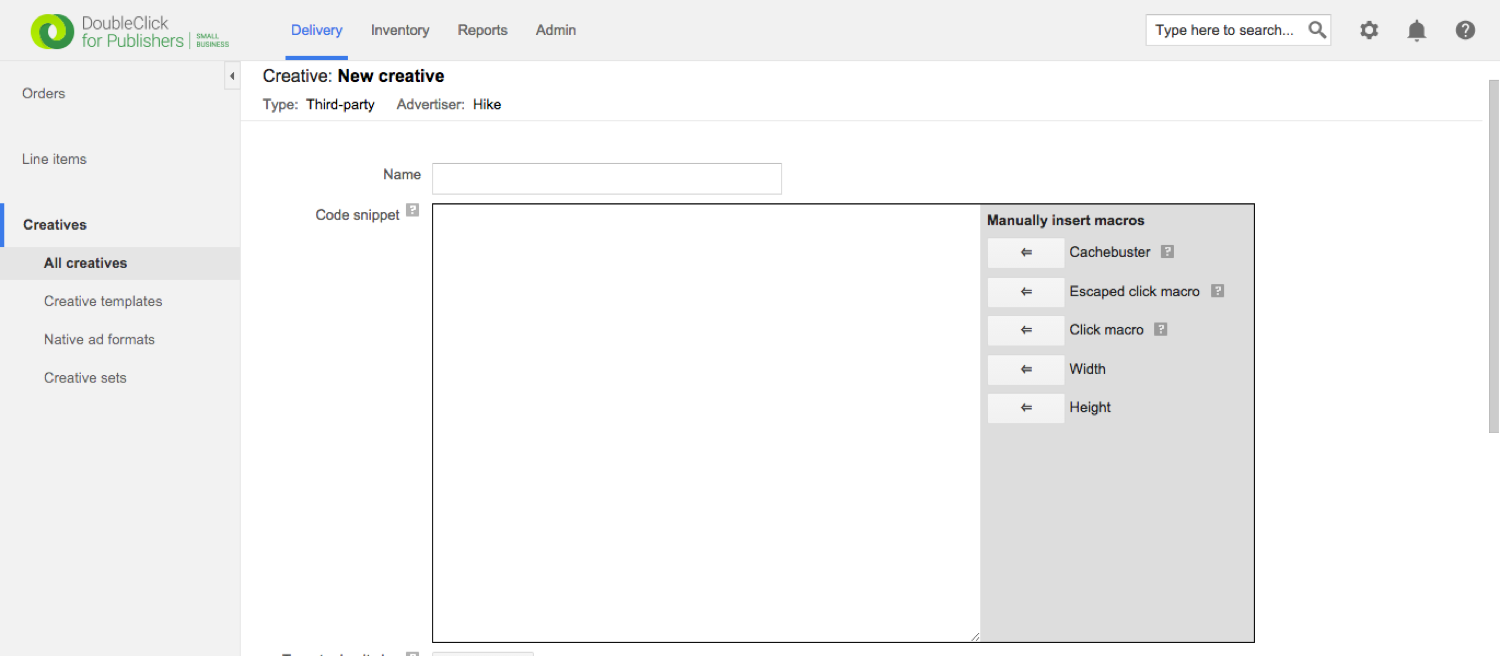 DoubleClick
for Publishers | SMALL BUSINESS
Delivery Inventory Reports Admin
Type here to search...
Orders
Line items
Creatives
All creatives
Creative templates
Native ad formats
Creative sets
Creative: New creative
Type: Third-party Advertiser: Hike
Name
Code snippet ?
Manually insert macros
⇐ Cachebuster ?
⇐ Escaped click macro ?
⇐ Click macro ?
⇐ Width
⇐ Height